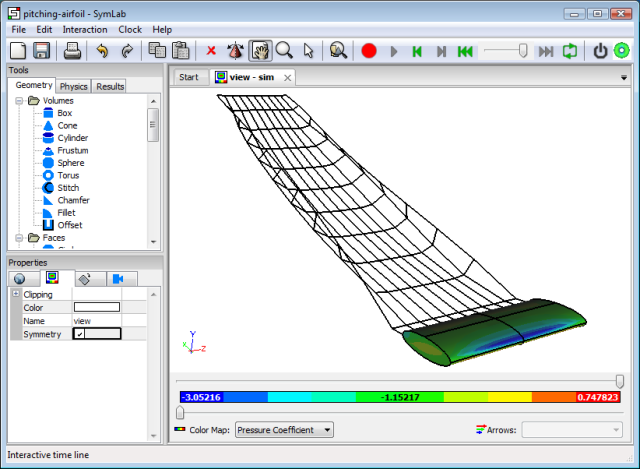 pitching-airfoil - SymLab
File Edit Interaction Clock Help
Tools
Geometry Physics Results
Volumes
Box
Cone
Cylinder
Frustum
Sphere
Torus
Stitch
Chamfer
Fillet
Offset
Faces
Properties
Clipping
Color
Name view
Symmetry
Start view - sim
Y
X Z
-3.05216 -1.15217 0.747823
Color Map: Pressure Coefficient Arrows:
Interactive time line